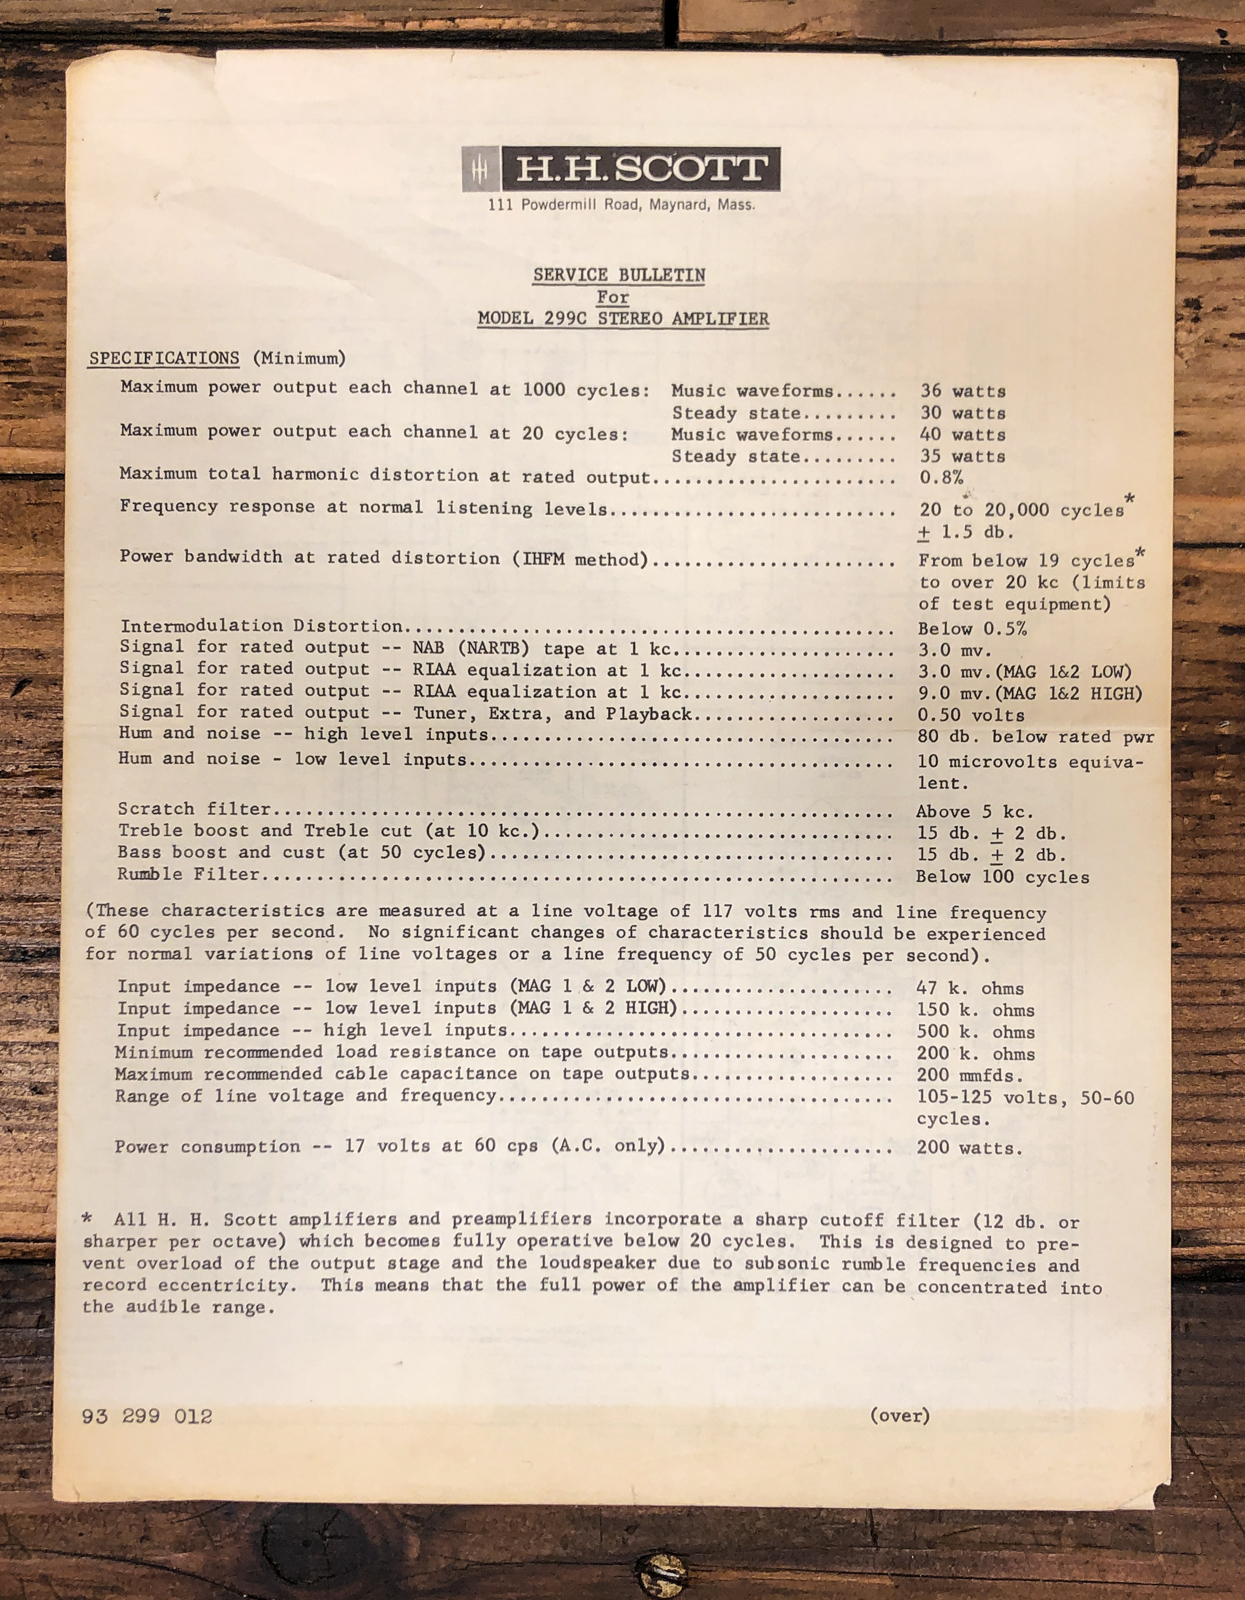 H.H. SCOTT
111 Powdermill Road, Maynard, Mass.
SERVICE BULLETIN
For
MODEL 299C STEREO AMPLIFIER
SPECIFICATIONS (Minimum)
Maximum power output each channel at 1000 cycles: Music waveforms...... 36 watts
Steady state......... 30 watts
Maximum power output each channel at 20 cycles: Music waveforms...... 40 watts
Steady state......... 35 watts
Maximum total harmonic distortion at rated output....................... 0.8%
Frequency response at normal listening levels........................... 20 to 20,000 cycles*
± 1.5 db.
Power bandwidth at rated distortion (IHFM method)....................... From below 19 cycles*
to over 20 kc (limits
of test equipment)
Intermodulation Distortion.............................................. Below 0.5%
Signal for rated output -- NAB (NARTB) tape at 1 kc..................... 3.0 mv.
Signal for rated output -- RIAA equalization at 1 kc.................... 3.0 mv.(MAG 1&2 LOW)
Signal for rated output -- RIAA equalization at 1 kc.................... 9.0 mv.(MAG 1&2 HIGH)
Signal for rated output -- Tuner, Extra, and Playback................... 0.50 volts
Hum and noise -- high level inputs...................................... 80 db. below rated pwr
Hum and noise - low level inputs........................................ 10 microvolts equiva-
lent.
Scratch filter.......................................................... Above 5 kc.
Treble boost and Treble cut (at 10 kc.)................................. 15 db. ± 2 db.
Bass boost and cust (at 50 cycles)...................................... 15 db. ± 2 db.
Rumble Filter........................................................... Below 100 cycles
(These characteristics are measured at a line voltage of 117 volts rms and line frequency
of 60 cycles per second. No significant changes of characteristics should be experienced
for normal variations of line voltages or a line frequency of 50 cycles per second).
Input impedance -- low level inputs (MAG 1 & 2 LOW)..................... 47 k. ohms
Input impedance -- low level inputs (MAG 1 & 2 HIGH).................... 150 k. ohms
Input impedance -- high level inputs.................................... 500 k. ohms
Minimum recommended load resistance on tape outputs..................... 200 k. ohms
Maximum recommended cable capacitance on tape outputs................... 200 mmfds.
Range of line voltage and frequency..................................... 105-125 volts, 50-60
cycles.
Power consumption -- 17 volts at 60 cps (A.C. only)..................... 200 watts.
* All H. H. Scott amplifiers and preamplifiers incorporate a sharp cutoff filter (12 db. or
sharper per octave) which becomes fully operative below 20 cycles. This is designed to pre-
vent overload of the output stage and the loudspeaker due to subsonic rumble frequencies and
record eccentricity. This means that the full power of the amplifier can be concentrated into
the audible range.
93 299 012 (over)